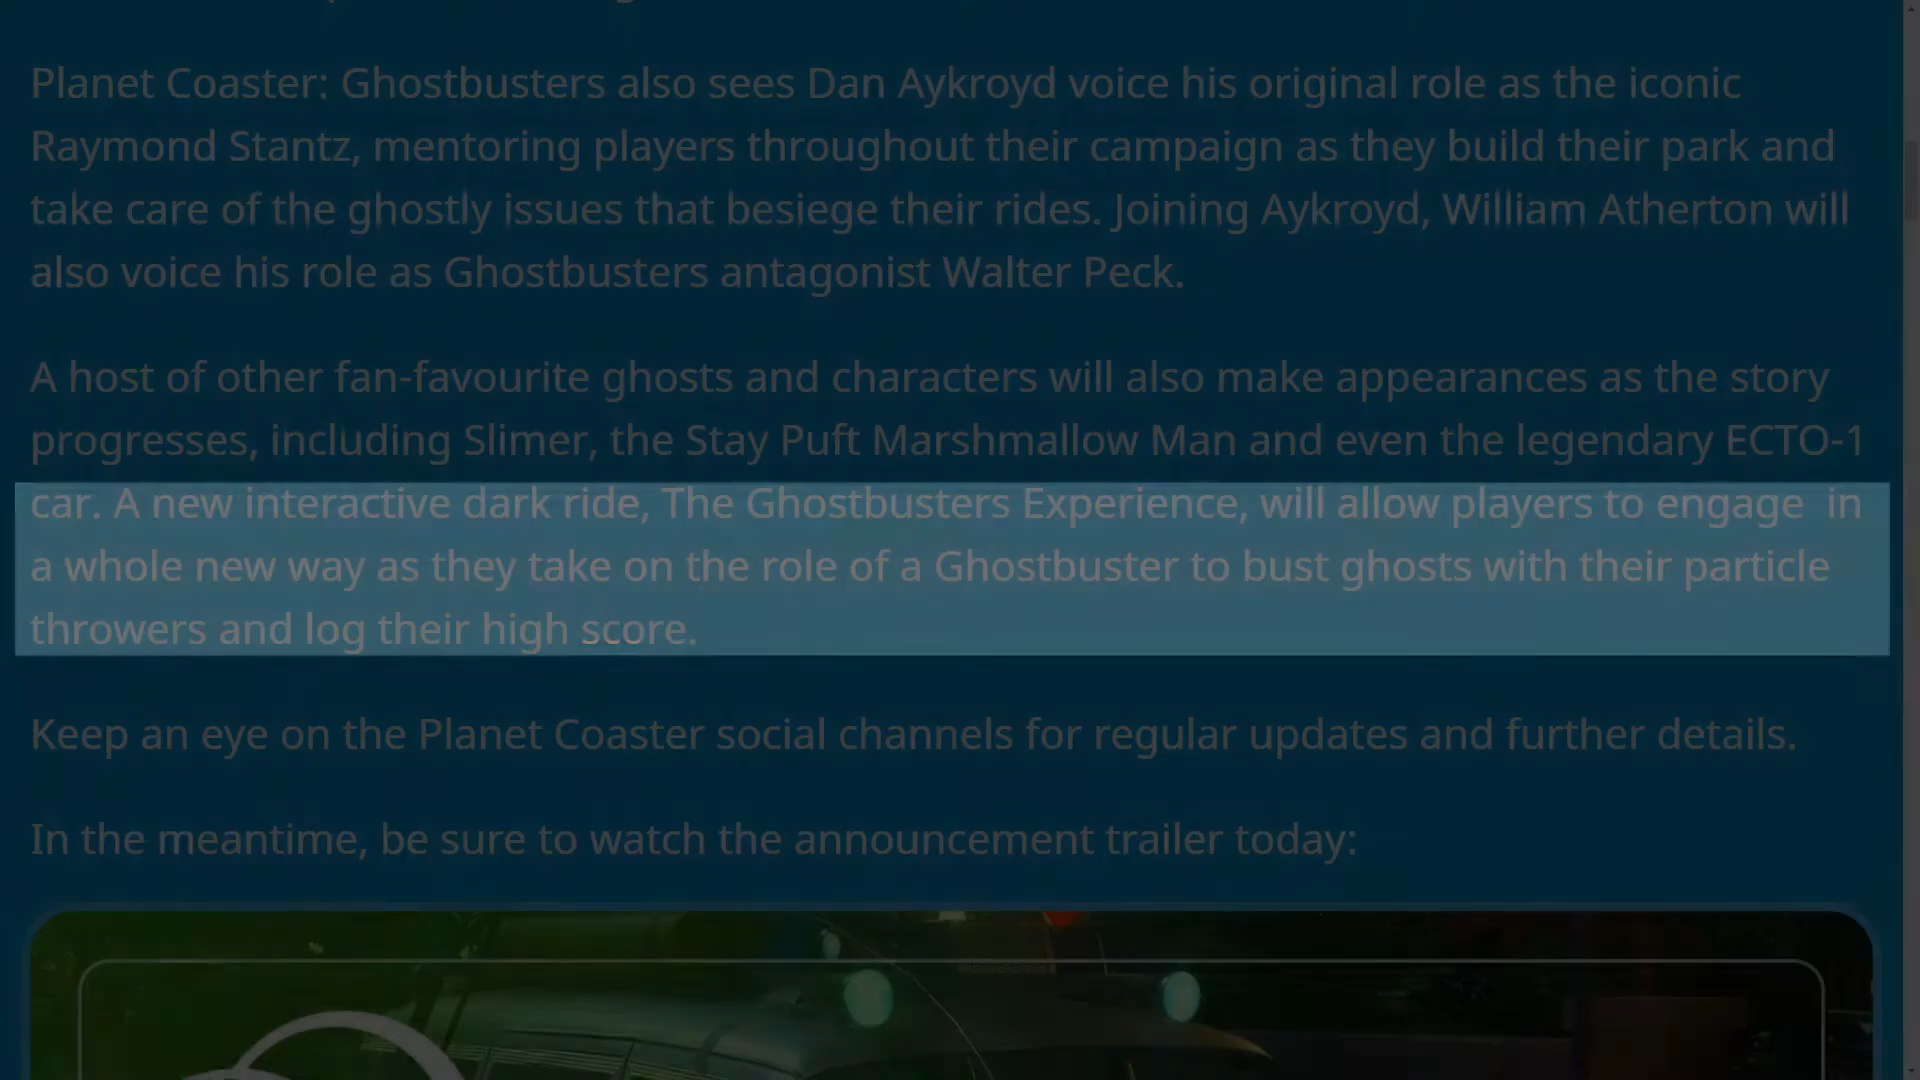 Planet Coaster: Ghostbusters also sees Dan Aykroyd voice his original role as the iconic
Raymond Stantz, mentoring players throughout their campaign as they build their park and
take care of the ghostly issues that besiege their rides. Joining Aykroyd, William Atherton will
also voice his role as Ghostbusters antagonist Walter Peck.
A host of other fan-favourite ghosts and characters will also make appearances as the story
progresses, including Slimer, the Stay Puft Marshmallow Man and even the legendary ECTO-1
car. A new interactive dark ride, The Ghostbusters Experience, will allow players to engage in
a whole new way as they take on the role of a Ghostbuster to bust ghosts with their particle
throwers and log their high score.
Keep an eye on the Planet Coaster social channels for regular updates and further details.
In the meantime, be sure to watch the announcement trailer today: